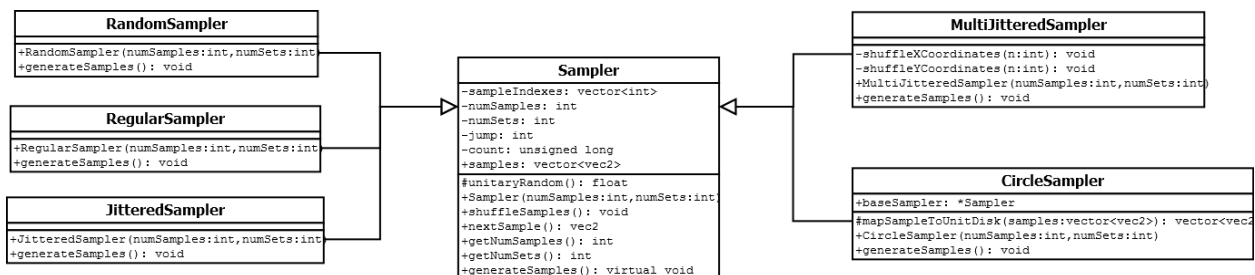 RandomSampler
+RandomSampler(numSamples:int,numSets:int)
+generateSamples(): void
RegularSampler
+RegularSampler(numSamples:int,numSets:int)
+generateSamples(): void
JitteredSampler
+JitteredSampler(numSamples:int,numSets:int)
+generateSamples(): void
Sampler
-sampleIndexes: vector<int>
-numSamples: int
-numSets: int
-jump: int
-count: unsigned long
+samples: vector<vec2>
#unitaryRandom(): float
+Sampler(numSamples:int,numSets:int)
+shuffleSamples(): void
+nextSample(): vec2
+getNumSamples(): int
+getNumSets(): int
+generateSamples(): virtual void
MultiJitteredSampler
-shuffleXCoordinates(n:int): void
-shuffleYCoordinates(n:int): void
+MultiJitteredSampler(numSamples:int,numSets:int)
+generateSamples(): void
CircleSampler
+baseSampler: *Sampler
#mapSampleToUnitDisk(samples:vector<vec2>): vector<vec2
+CircleSampler(numSamples:int,numSets:int)
+generateSamples(): void